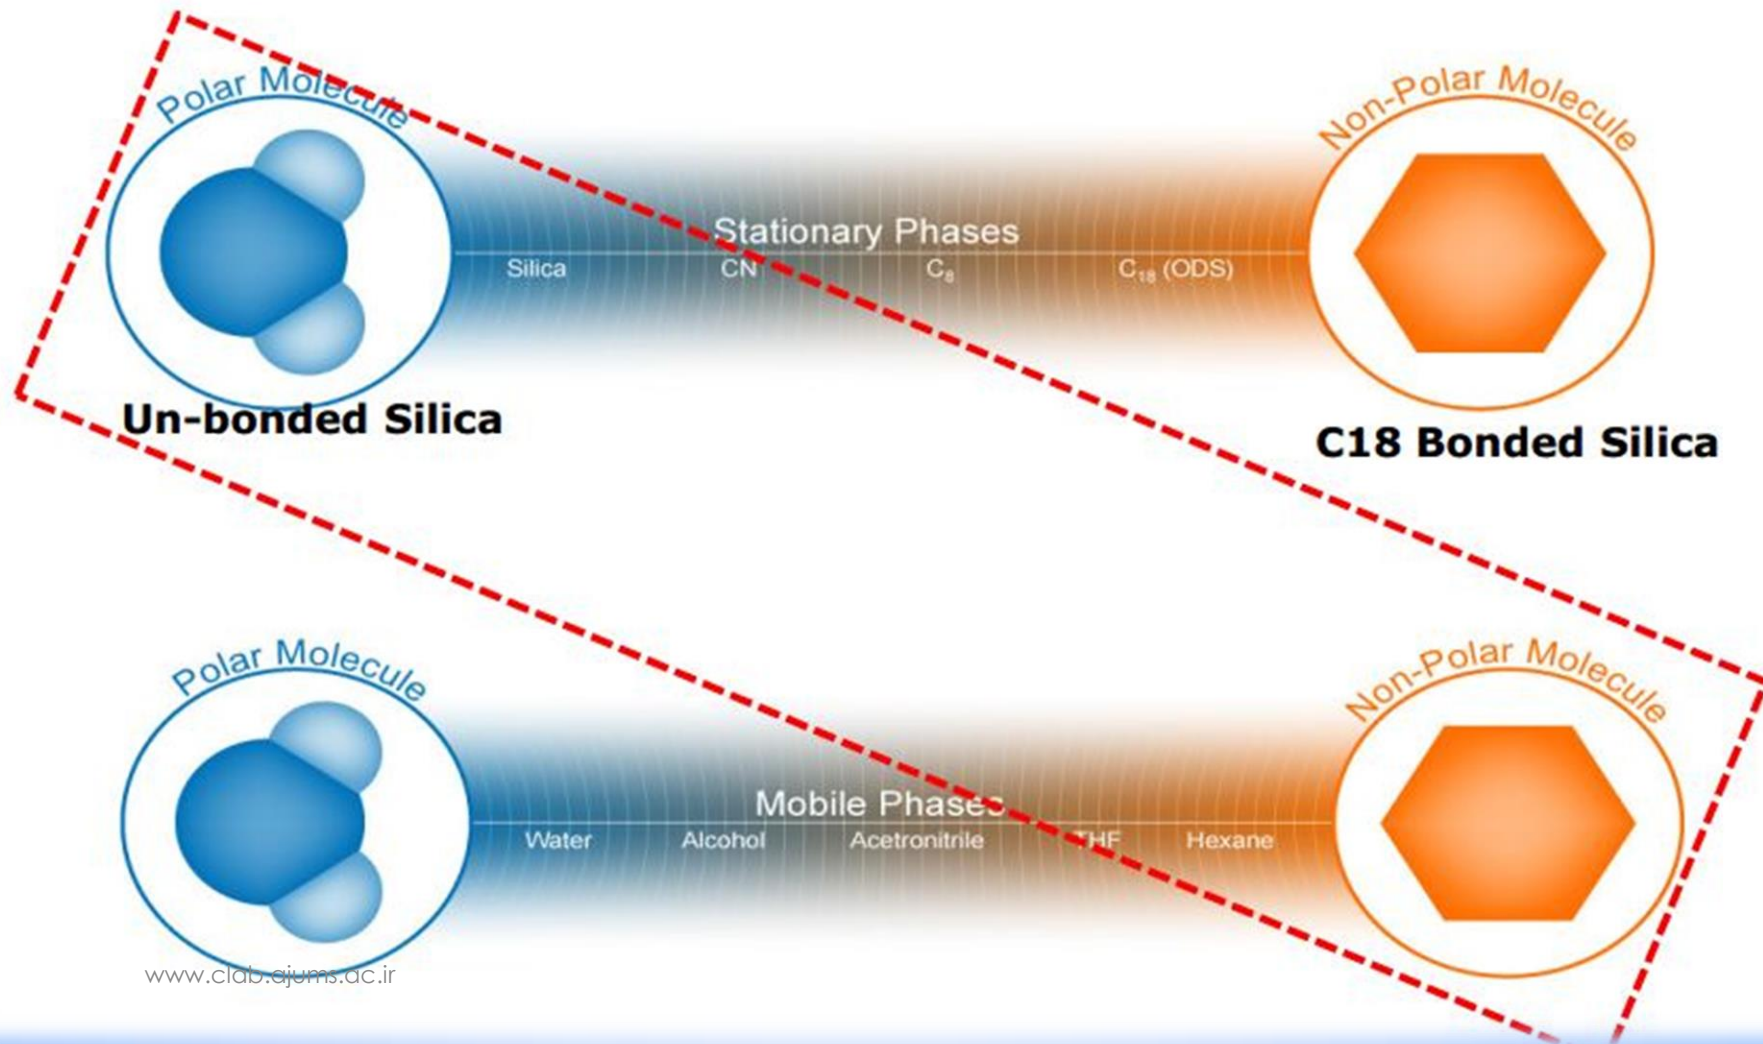 Polar Molecule
Non-Polar Molecule
Stationary Phases
Silica CN C₈ C₁₈ (ODS)
Un-bonded Silica
C18 Bonded Silica
Polar Molecule
Non-Polar Molecule
Mobile Phases
Water Alcohol Acetronitrile THF Hexane
www.clab.ajums.ac.ir